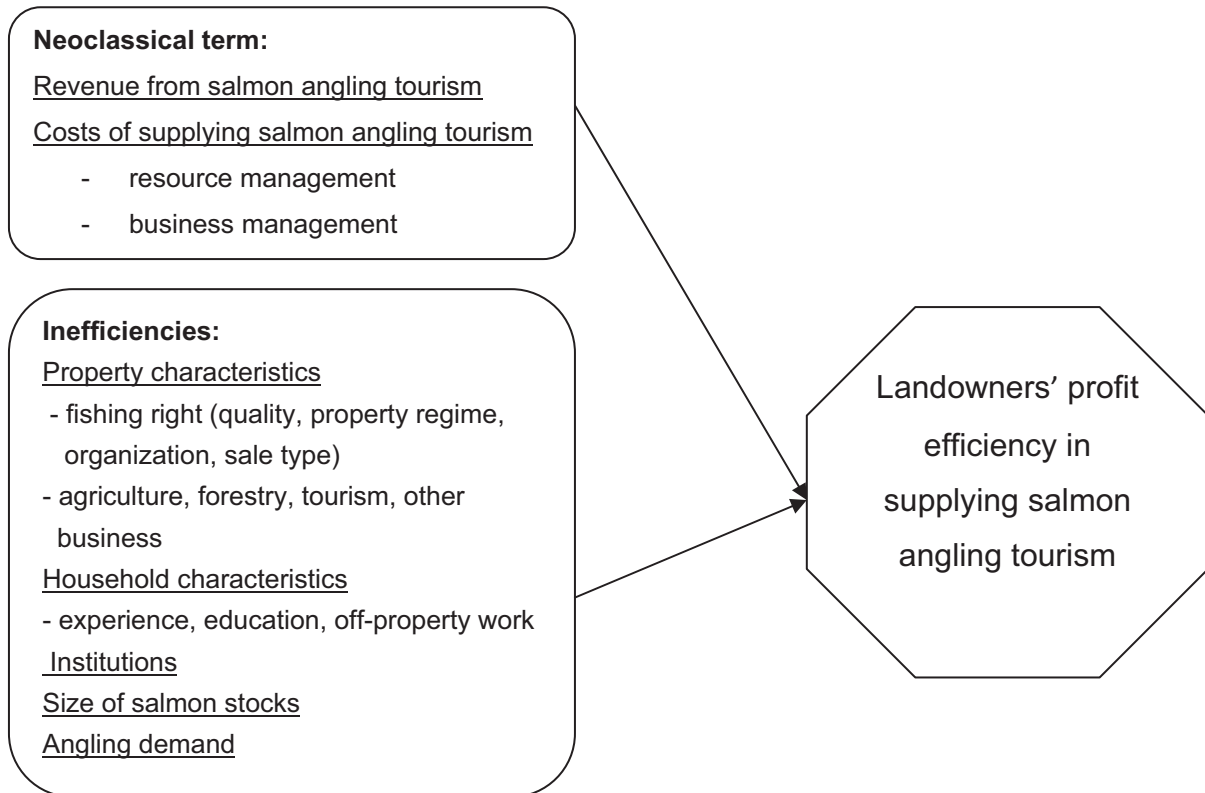 Neoclassical term:
Revenue from salmon angling tourism
Costs of supplying salmon angling tourism
- resource management
- business management
Inefficiencies:
Property characteristics
- fishing right (quality, property regime,
organization, sale type)
- agriculture, forestry, tourism, other
business
Household characteristics
- experience, education, off-property work
Institutions
Size of salmon stocks
Angling demand
Landowners’ profit
efficiency in
supplying salmon
angling tourism